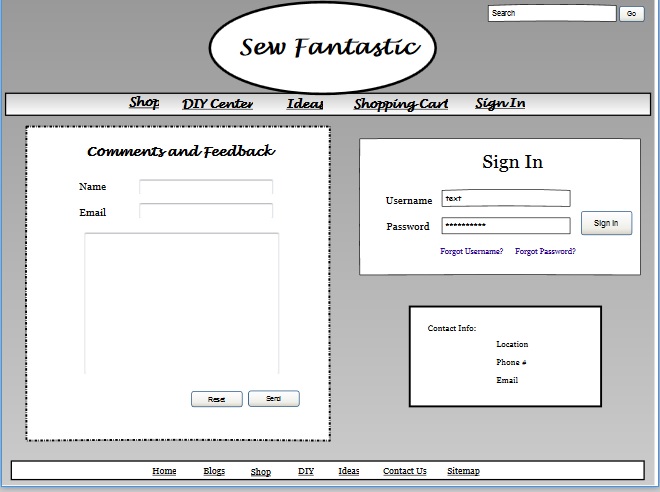 Search Go
Sew Fantastic
Shop DIY Center Ideas Shopping Cart Sign In
Comments and Feedback
Name
Email
Reset Send
Sign In
Username text
Password **********
Sign in
Forgot Username? Forgot Password?
Contact Info:
Location
Phone #
Email
Home Blogs Shop DIY Ideas Contact Us Sitemap